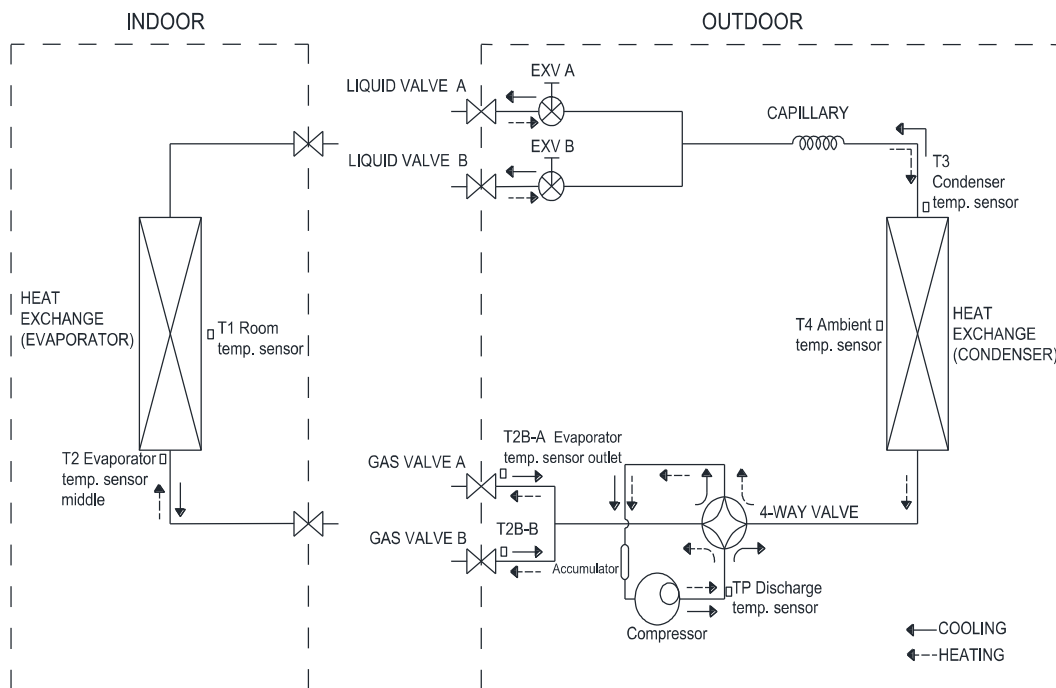 INDOOR
OUTDOOR
LIQUID VALVE A
EXV A
LIQUID VALVE B
EXV B
CAPILLARY
T3
Condenser
temp. sensor
HEAT
EXCHANGE
(EVAPORATOR)
T1 Room
temp. sensor
T4 Ambient
temp. sensor
HEAT
EXCHANGE
(CONDENSER)
T2 Evaporator
temp. sensor
middle
GAS VALVE A
T2B-A Evaporator
temp. sensor outlet
GAS VALVE B
T2B-B
4-WAY VALVE
Accumulator
Compressor
TP Discharge
temp. sensor
COOLING
HEATING